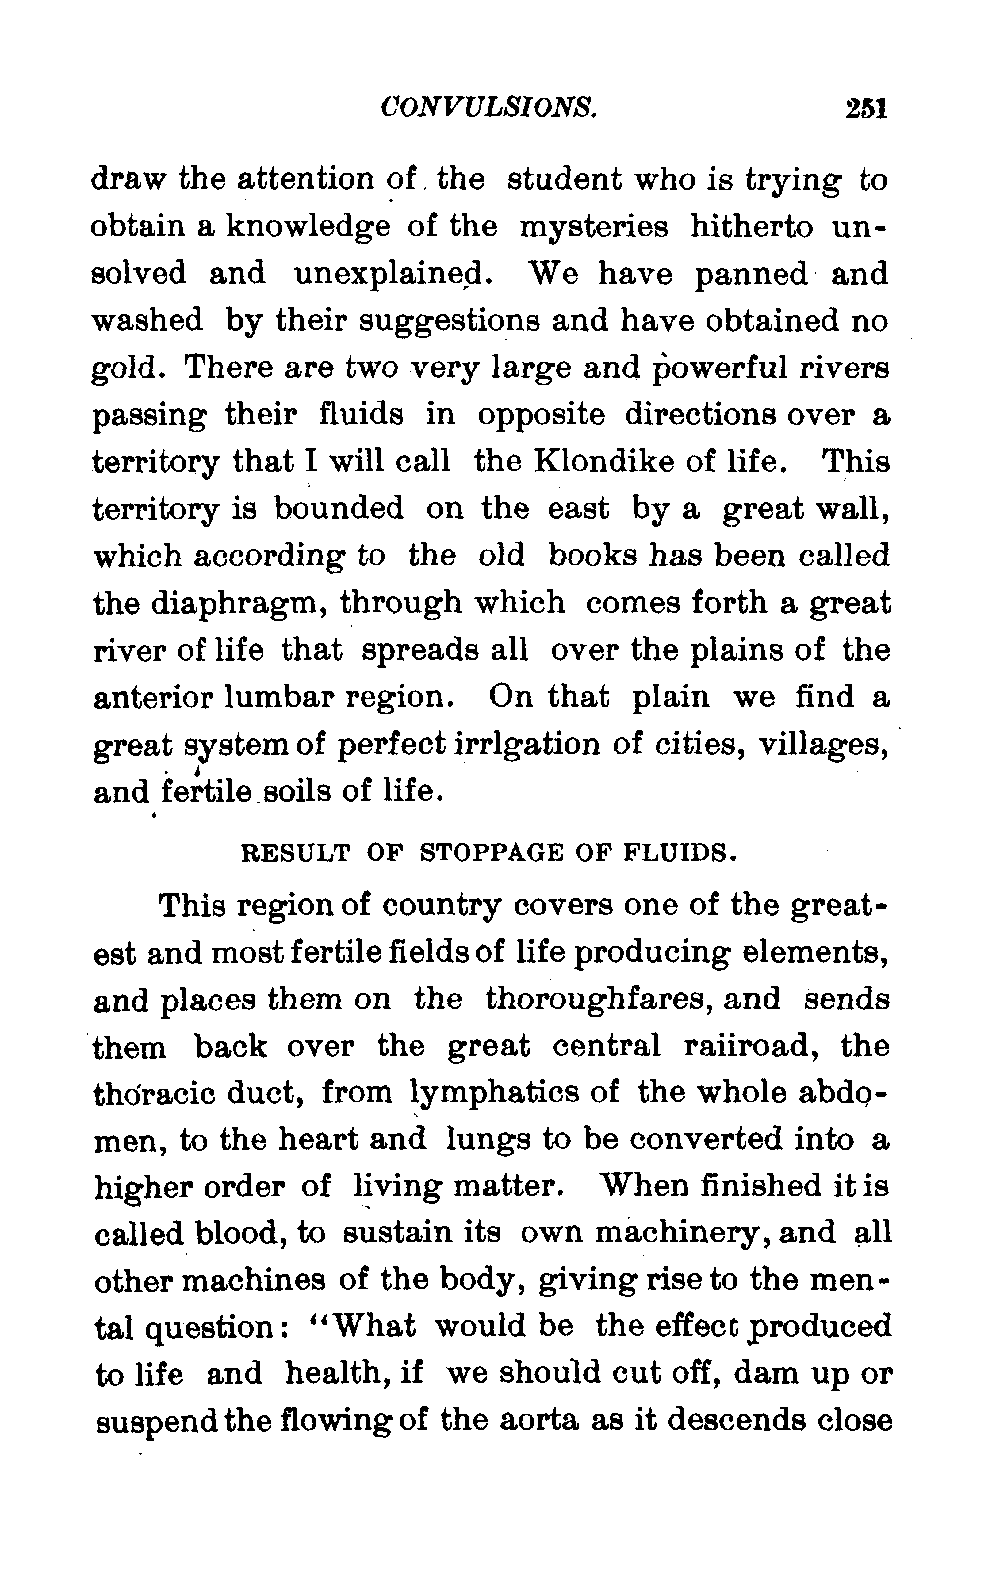 CONVULSIONS. 251
draw the attention of the student who is trying to
obtain a knowledge of the mysteries hitherto un-
solved and unexplained. We have panned and
washed by their suggestions and have obtained no
gold. There are two very large and powerful rivers
passing their fluids in opposite directions over a
territory that I will call the Klondike of life. This
territory is bounded on the east by a great wall,
which according to the old books has been called
the diaphragm, through which comes forth a great
river of life that spreads all over the plains of the
anterior lumbar region. On that plain we find a
great system of perfect irrlgation of cities, villages,
and fertile soils of life.
RESULT OF STOPPAGE OF FLUIDS.
This region of country covers one of the great-
est and most fertile fields of life producing elements,
and places them on the thoroughfares, and sends
them back over the great central raiiroad, the
thoracic duct, from lymphatics of the whole abdo-
men, to the heart and lungs to be converted into a
higher order of living matter. When finished it is
called blood, to sustain its own machinery, and all
other machines of the body, giving rise to the men-
tal question: "What would be the effect produced
to life and health, if we should cut off, dam up or
suspend the flowing of the aorta as it descends close